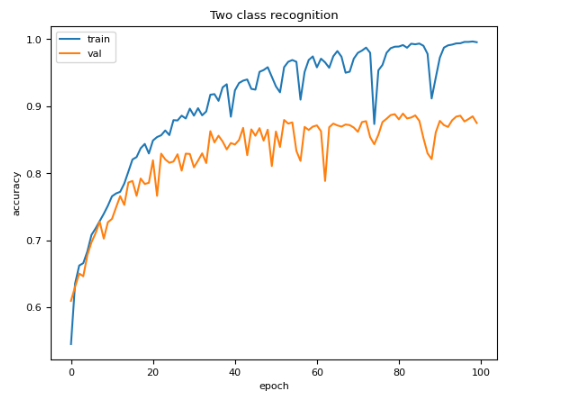 Two class recognition
train
val
1.0
0.9
0.8
0.7
0.6
accuracy
0 20 40 60 80 100
epoch